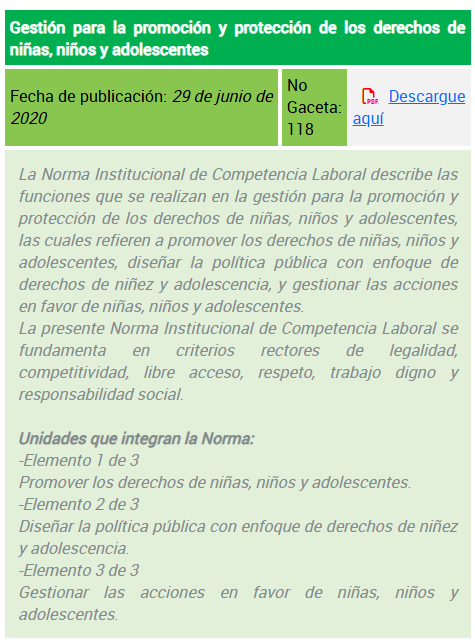 Gestión para la promoción y protección de los derechos de
niñas, niños y adolescentes
Fecha de publicación: 29 de junio de
2020
No
Gaceta:
118
PDF Descargue
aquí
La Norma Institucional de Competencia Laboral describe las
funciones que se realizan en la gestión para la promoción y
protección de los derechos de niñas, niños y adolescentes,
las cuales refieren a promover los derechos de niñas, niños y
adolescentes, diseñar la política pública con enfoque de
derechos de niñez y adolescencia, y gestionar las acciones
en favor de niñas, niños y adolescentes.
La presente Norma Institucional de Competencia Laboral se
fundamenta en criterios rectores de legalidad,
competitividad, libre acceso, respeto, trabajo digno y
responsabilidad social.
Unidades que integran la Norma:
-Elemento 1 de 3
Promover los derechos de niñas, niños y adolescentes.
-Elemento 2 de 3
Diseñar la política pública con enfoque de derechos de niñez
y adolescencia.
-Elemento 3 de 3
Gestionar las acciones en favor de niñas, niños y
adolescentes.